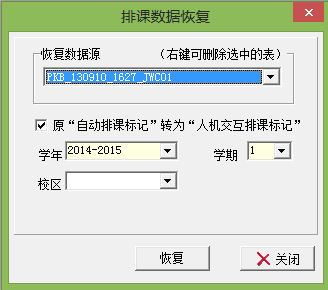 排课数据恢复
恢复数据源 （右键可删除选中的表）
PKB_130910_1627_JWC01
原“自动排课标记”转为“人机交互排课标记”
学年 2014-2015 学期 1
校区
恢复 关闭